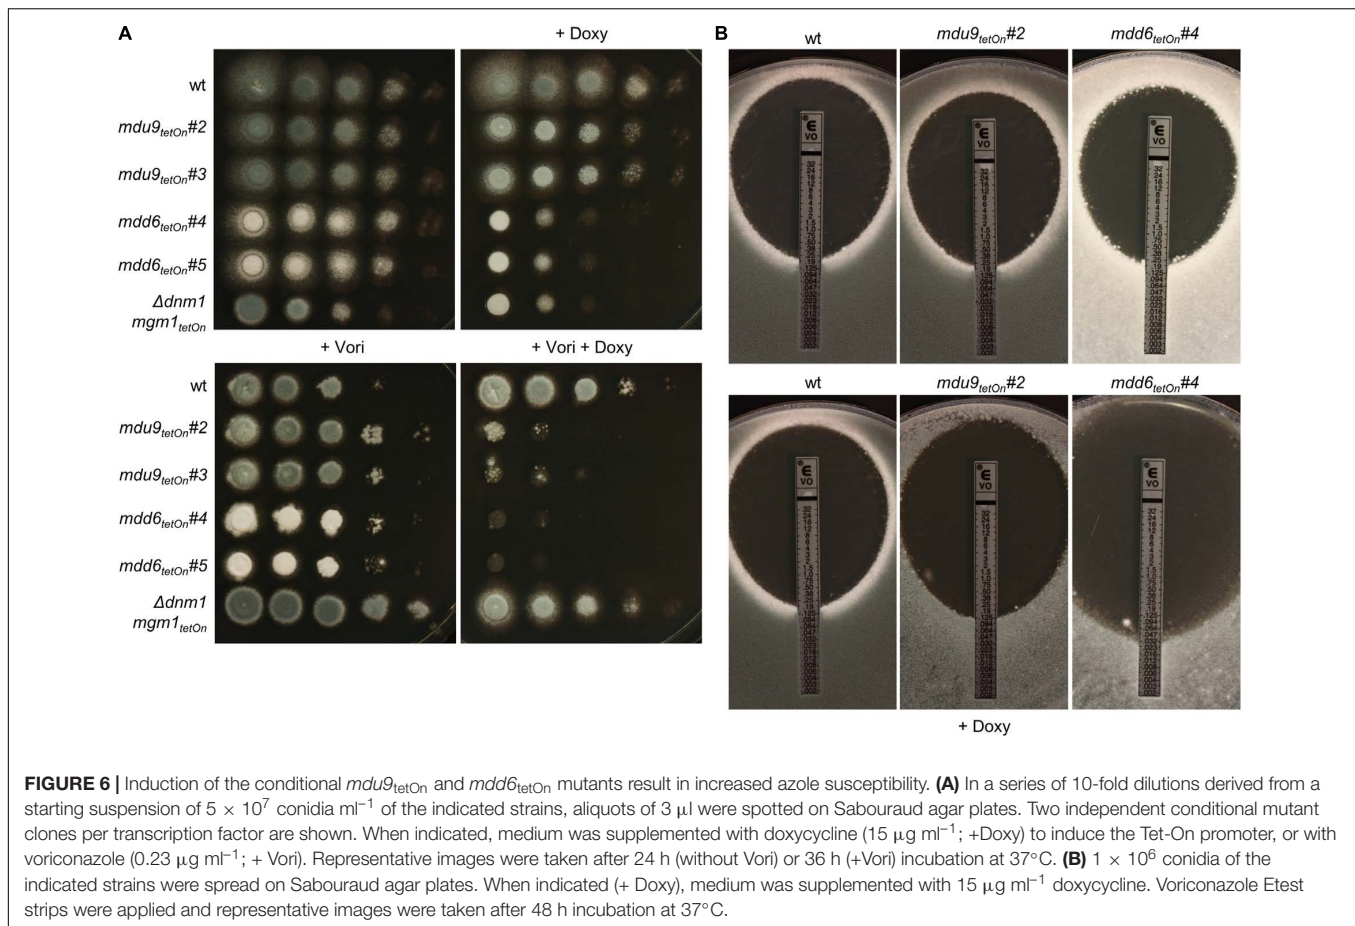 A
+ Doxy
wt
mdu9tetOn#2
mdu9tetOn#3
mdd6tetOn#4
mdd6tetOn#5
Δdnm1
mgm1tetOn
+ Vori
+ Vori + Doxy
wt
mdu9tetOn#2
mdu9tetOn#3
mdd6tetOn#4
mdd6tetOn#5
Δdnm1
mgm1tetOn
B
wt
mdu9tetOn#2
mdd6tetOn#4
wt
mdu9tetOn#2
mdd6tetOn#4
+ Doxy
FIGURE 6 | Induction of the conditional mdu9tetOn and mdd6tetOn mutants result in increased azole susceptibility. (A) In a series of 10-fold dilutions derived from a
starting suspension of 5 × 10⁷ conidia ml⁻¹ of the indicated strains, aliquots of 3 μl were spotted on Sabouraud agar plates. Two independent conditional mutant
clones per transcription factor are shown. When indicated, medium was supplemented with doxycycline (15 μg ml⁻¹; +Doxy) to induce the Tet-On promoter, or with
voriconazole (0.23 μg ml⁻¹; + Vori). Representative images were taken after 24 h (without Vori) or 36 h (+Vori) incubation at 37°C. (B) 1 × 10⁶ conidia of the
indicated strains were spread on Sabouraud agar plates. When indicated (+ Doxy), medium was supplemented with 15 μg ml⁻¹ doxycycline. Voriconazole Etest
strips were applied and representative images were taken after 48 h incubation at 37°C.